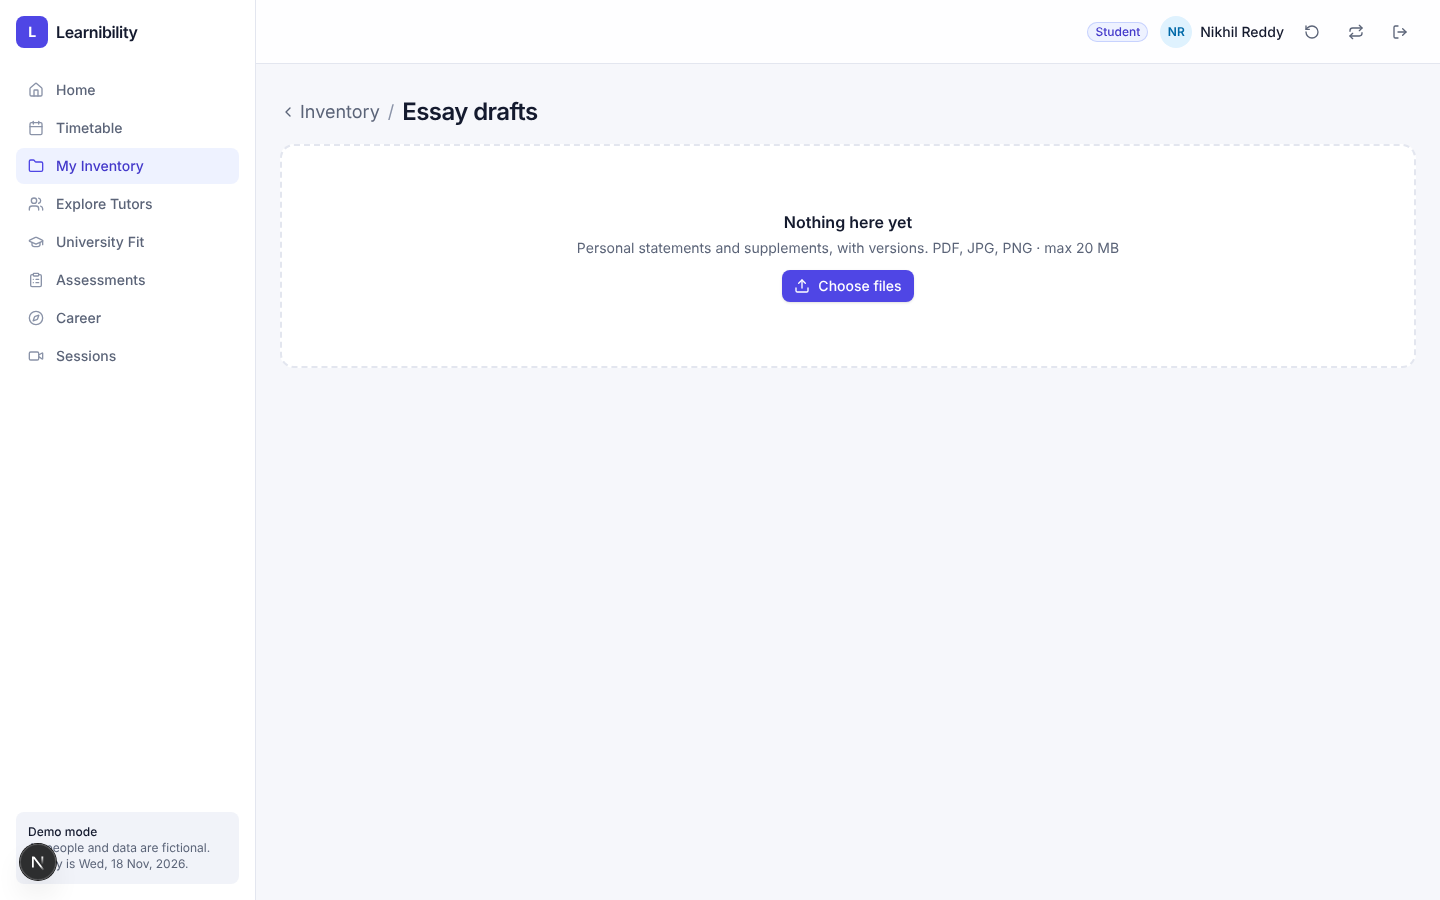 L Learnibility
Student NR Nikhil Reddy
Home
Timetable
My Inventory
Explore Tutors
University Fit
Assessments
Career
Sessions
Inventory / Essay drafts
Nothing here yet
Personal statements and supplements, with versions. PDF, JPG, PNG · max 20 MB
Choose files
Demo mode
people and data are fictional.
is Wed, 18 Nov, 2026.
N